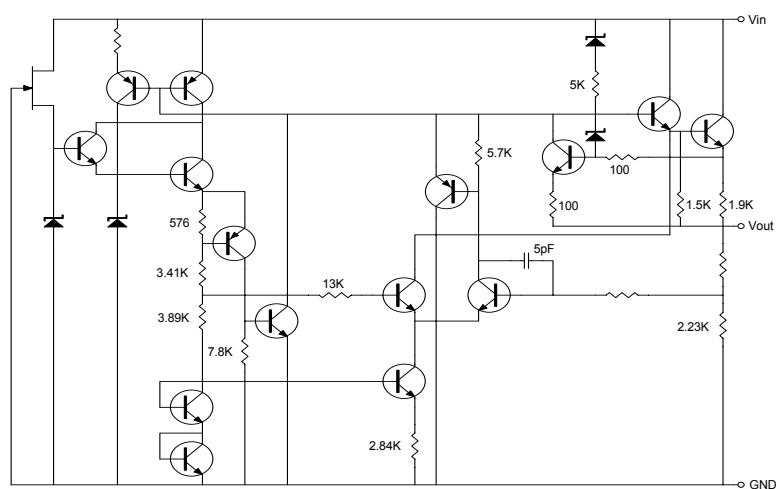 Vin
5K
5.7K
100
100
576
1.5K
1.9K
Vout
5pF
3.41K
13K
3.89K
7.8K
2.23K
2.84K
GND